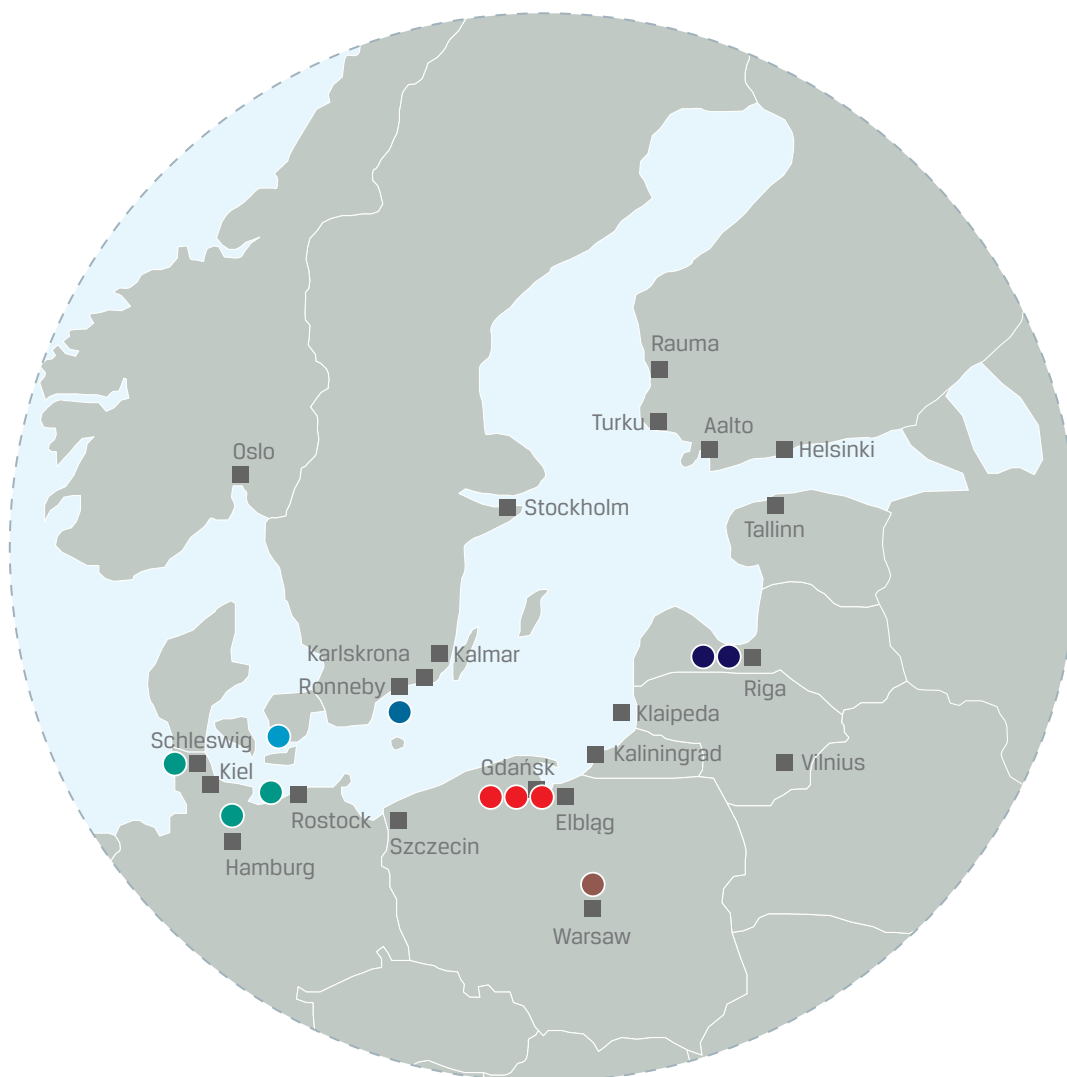 Rauma
Turku
Aalto
Helsinki
Oslo
Stockholm
Tallinn
Karlskrona
Kalmar
Ronneby
Riga
Klaipeda
Schleswig
Kaliningrad
Kiel
Gdańsk
Vilnius
Rostock
Elbląg
Szczecin
Hamburg
Warsaw